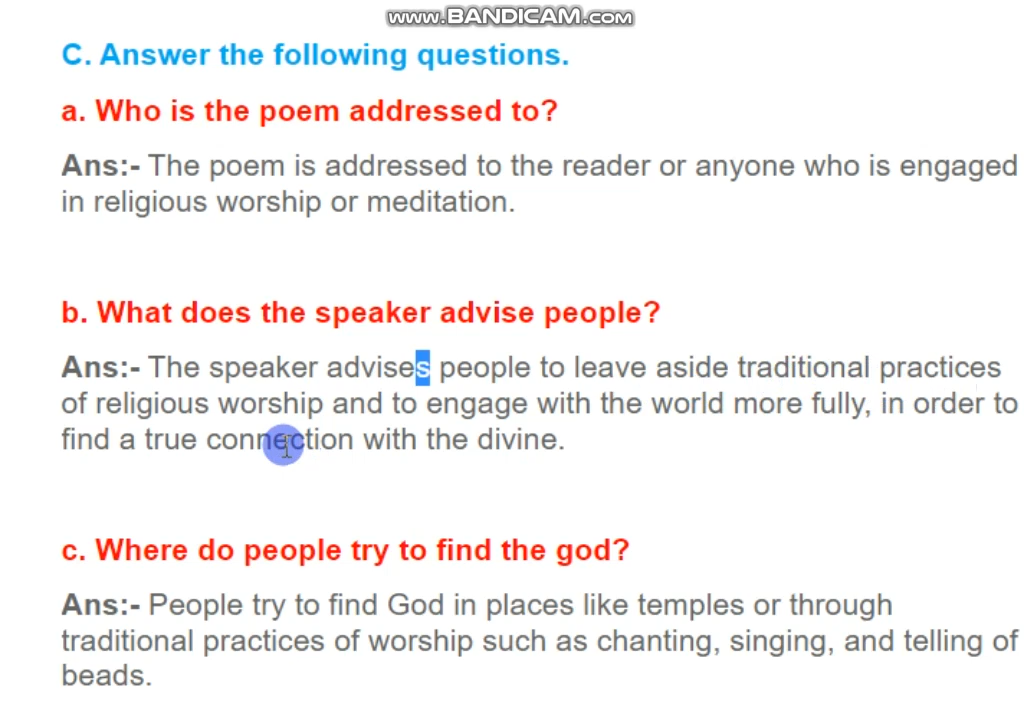 www.BANDICAM.com
C. Answer the following questions.
a. Who is the poem addressed to?
Ans:- The poem is addressed to the reader or anyone who is engaged
in religious worship or meditation.
b. What does the speaker advise people?
Ans:- The speaker advises people to leave aside traditional practices
of religious worship and to engage with the world more fully, in order to
find a true connection with the divine.
c. Where do people try to find the god?
Ans:- People try to find God in places like temples or through
traditional practices of worship such as chanting, singing, and telling of
beads.